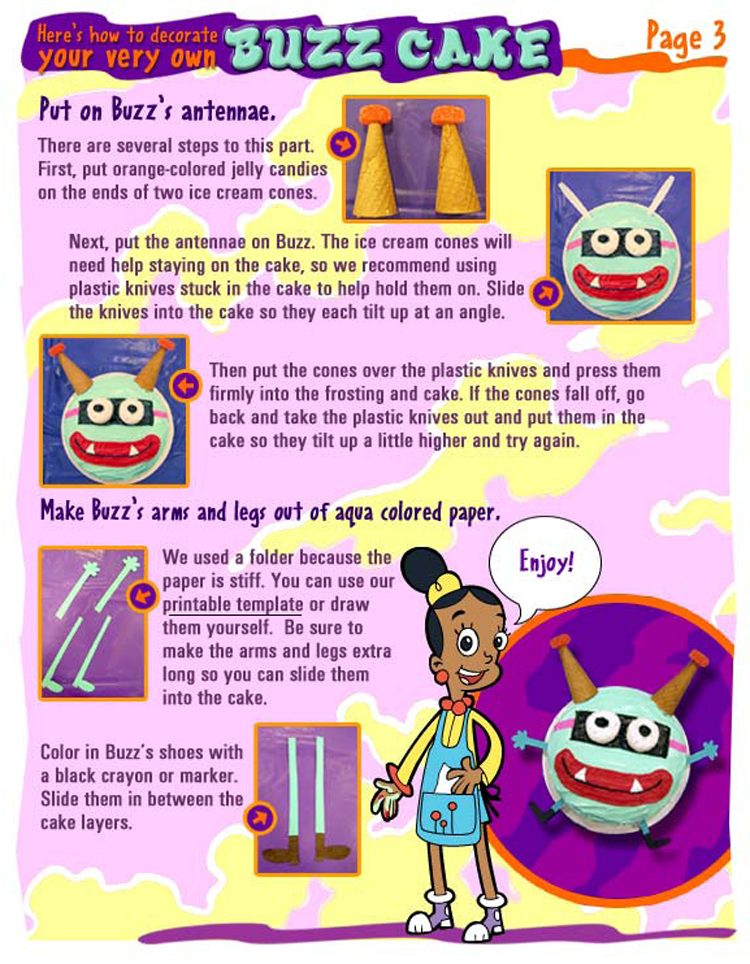 Here's how to decorate
your very own BUZZ CAKE
Page 3
Put on Buzz's antennae.
There are several steps to this part.
First, put orange-colored jelly candies
on the ends of two ice cream cones.
Next, put the antennae on Buzz. The ice cream cones will
need help staying on the cake, so we recommend using
plastic knives stuck in the cake to help hold them on. Slide
the knives into the cake so they each tilt up at an angle.
Then put the cones over the plastic knives and press them
firmly into the frosting and cake. If the cones fall off, go
back and take the plastic knives out and put them in the
cake so they tilt up a little higher and try again.
Make Buzz's arms and legs out of aqua colored paper.
We used a folder because the
paper is stiff. You can use our
printable template or draw
them yourself. Be sure to
make the arms and legs extra
long so you can slide them
into the cake.
Enjoy!
Color in Buzz's shoes with
a black crayon or marker.
Slide them in between the
cake layers.